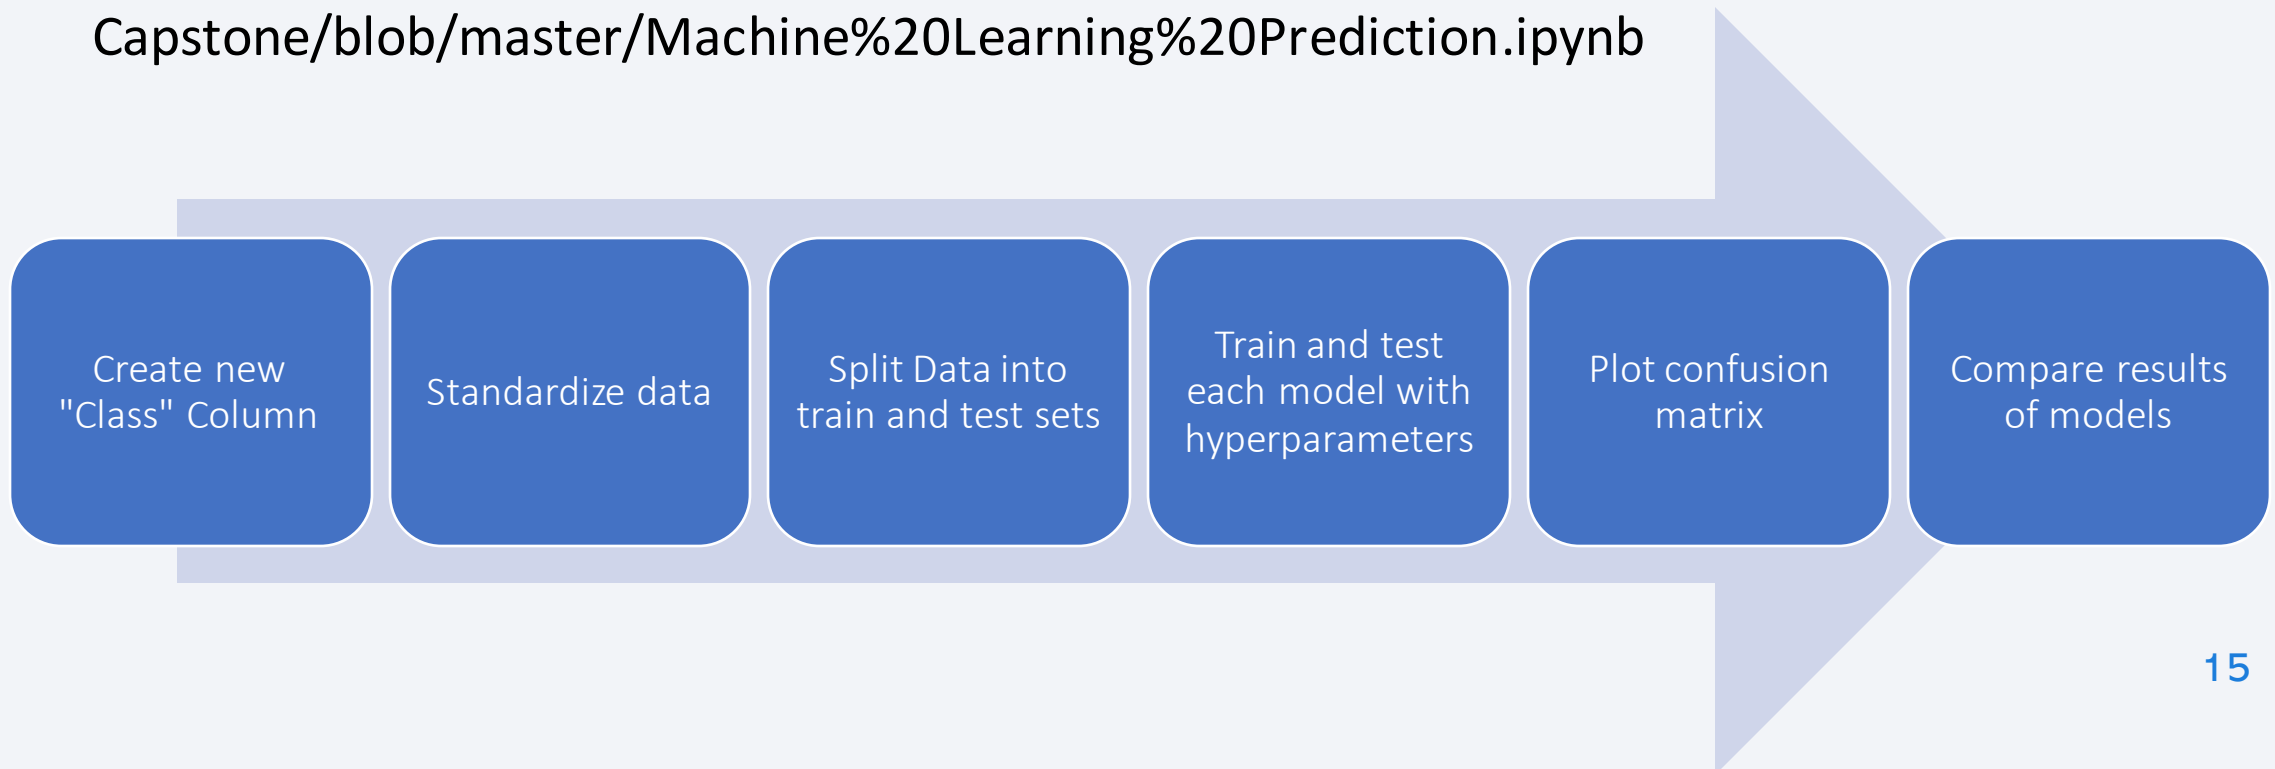 Capstone/blob/master/Machine%20Learning%20Prediction.ipynb
Create new
"Class" Column
Standardize data
Split Data into
train and test sets
Train and test
each model with
hyperparameters
Plot confusion
matrix
Compare results
of models
15